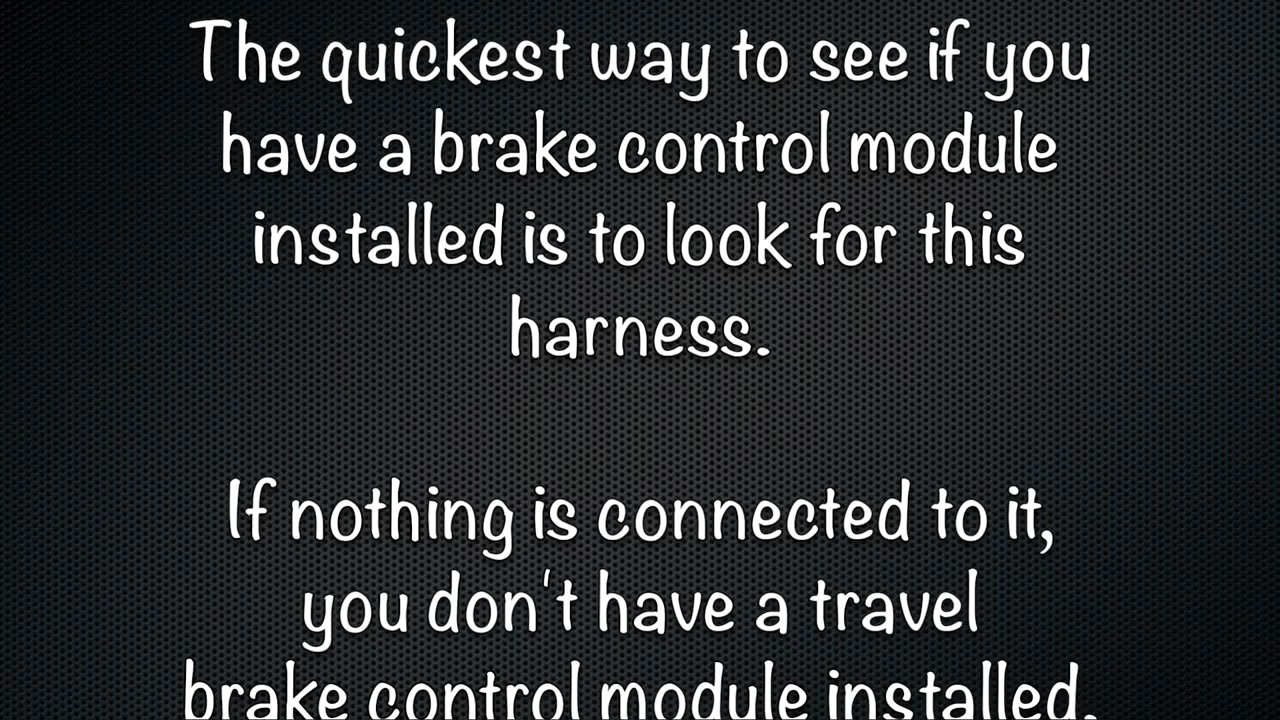 The quickest way to see if you
have a brake control module
installed is to look for this
harness.
If nothing is connected to it,
you don't have a travel
brake control module installed.